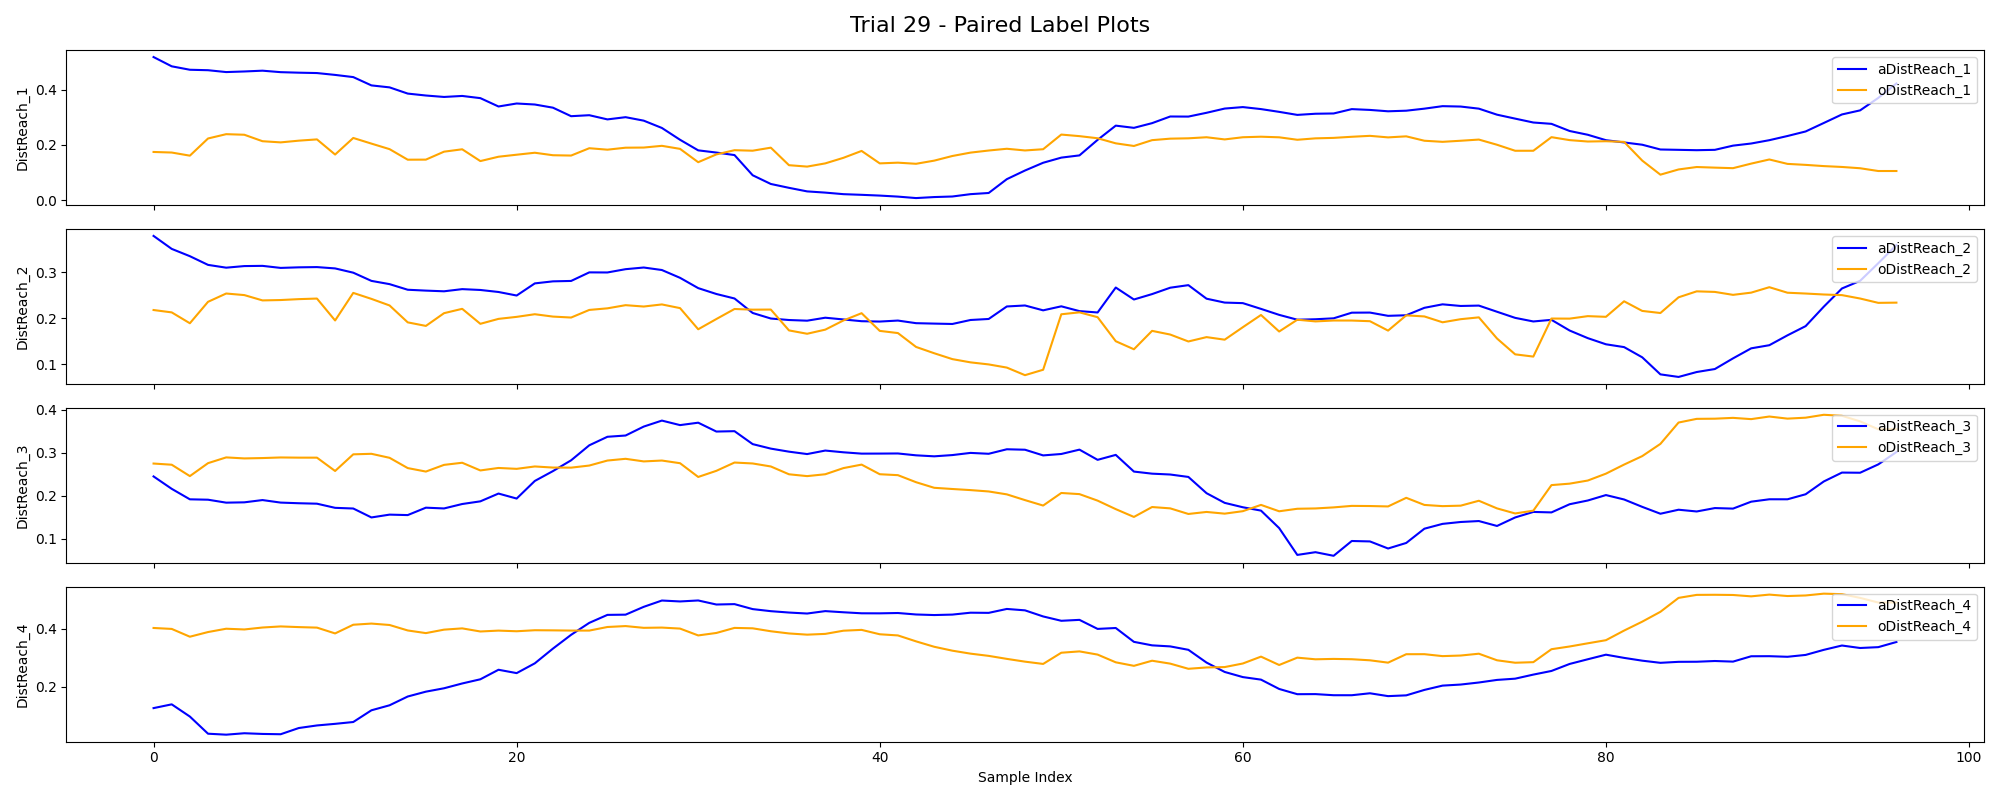 Trial 29 - Paired Label Plots
DistReach_1
0.4
0.2
0.0
aDistReach_1
oDistReach_1
DistReach_2
0.3
0.2
0.1
aDistReach_2
oDistReach_2
DistReach_3
0.4
0.3
0.2
0.1
aDistReach_3
oDistReach_3
DistReach_4
0.4
0.2
aDistReach_4
oDistReach_4
0 20 40 60 80 100
Sample Index